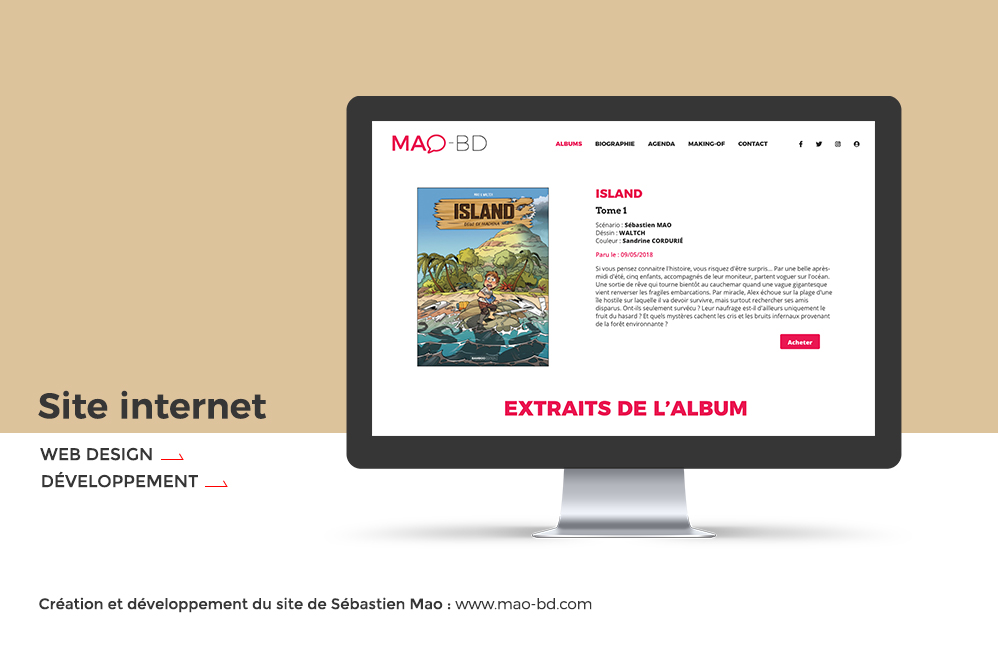 MAO-BD
ALBUMS BIOGRAPHIE AGENDA MAKING-OF CONTACT
ISLAND
ISLAND
Tome 1
Scénario : Sébastien MAO
Déssin : WALTCH
Couleur : Sandrine CORDURIÉ
Paru le : 09/05/2018
Si vous pensez connaitre l'histoire, vous risquez d'être surpris... Par une belle après-
midi d'été, cinq enfants, accompagnés de leur moniteur, partent voguer sur l'océan.
Une sortie de rêve qui tourne bientôt au cauchemar quand une vague gigantesque
vient renverser les fragiles embarcations. Par miracle, Alex échoue sur la plage d'une
île hostile sur laquelle il va devoir survivre, mais surtout rechercher ses amis
disparus. Ont-ils seulement survécu ? Leur naufrage est-il d'ailleurs uniquement le
fruit du hasard ? Et quels mystères cachent les cris et les bruits infernaux provenant
de la forêt environnante ?
Acheter
EXTRAITS DE L'ALBUM
Site internet
WEB DESIGN
DÉVELOPPEMENT
Création et développement du site de Sébastien Mao : www.mao-bd.com